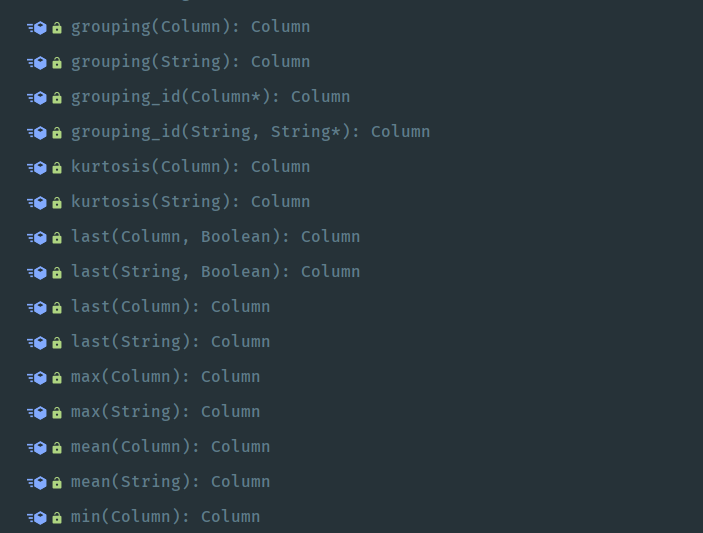 grouping(Column): Column
grouping(String): Column
grouping_id(Column*): Column
grouping_id(String, String*): Column
kurtosis(Column): Column
kurtosis(String): Column
last(Column, Boolean): Column
last(String, Boolean): Column
last(Column): Column
last(String): Column
max(Column): Column
max(String): Column
mean(Column): Column
mean(String): Column
min(Column): Column